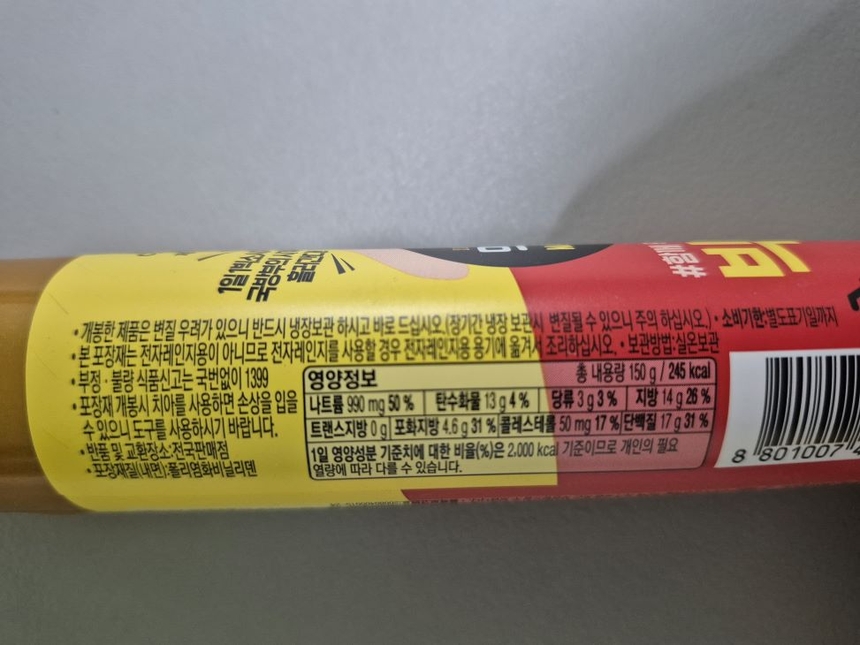 1일 1빅소
국방부의 시
흘러간다
#힘
• 개봉한 제품은 변질 우려가 있으니 반드시 냉장보관 하시고 바로 드십시오.(장기간 냉장 보관시 변질될 수 있으니 주의 하십시오.) • 소비기한:별도표기일까지
• 본 포장재는 전자레인지용이 아니므로 전자레인지를 사용할 경우 전자레인지용 용기에 옮겨서 조리하십시오. • 보관방법:실온보관
• 부정 · 불량 식품신고는 국번없이 1399
• 포장재 개봉시 치아를 사용하면 손상을 입을
수 있으니 도구를 사용하시기 바랍니다.
• 반품 및 교환장소:전국판매점
• 포장재질(내면):폴리염화비닐리덴
영양정보 총 내용량 150 g / 245 kcal
나트륨 990 mg 50 % 탄수화물 13 g 4 % 당류 3 g 3 % 지방 14 g 26 %
트랜스지방 0 g 포화지방 4.6 g 31 % 콜레스테롤 50 mg 17 % 단백질 17 g 31 %
1일 영양성분 기준치에 대한 비율(%)은 2,000 kcal 기준이므로 개인의 필요
열량에 따라 다를 수 있습니다.
8 801007